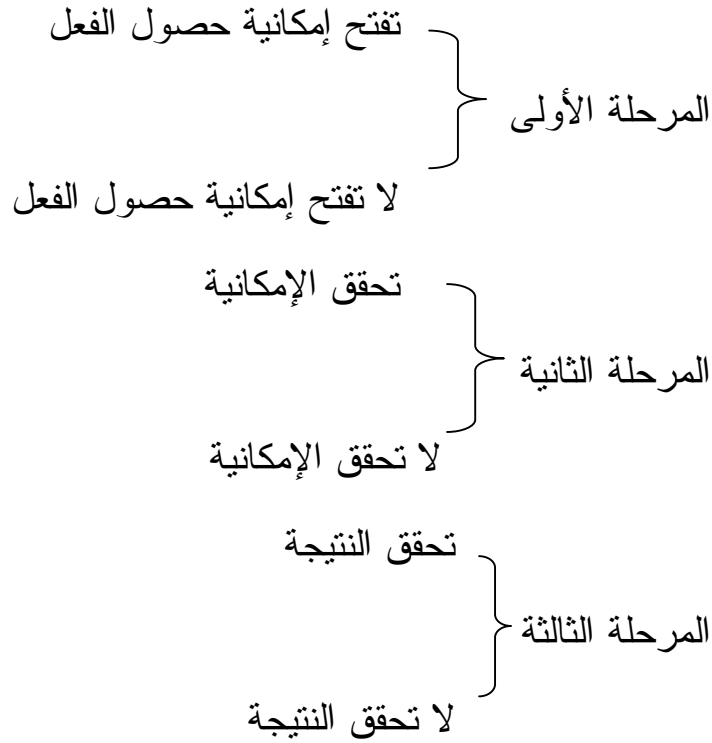 تفتح إمكانية حصول الفعل
المرحلة الأولى
لا تفتح إمكانية حصول الفعل
تحقق الإمكانية
المرحلة الثانية
لا تحقق الإمكانية
تحقق النتيجة
المرحلة الثالثة
لا تحقق النتيجة